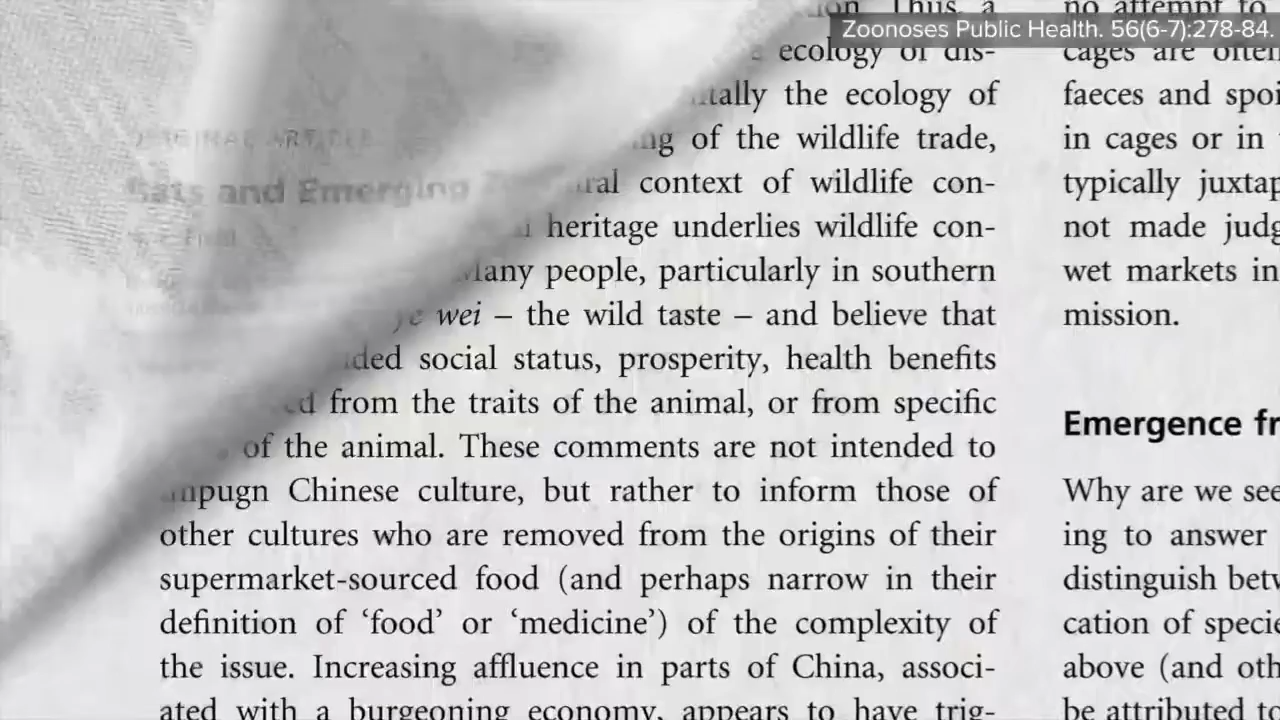 Zoonoses Public Health. 56(6-7):278-84.
ORIGINAL ARTICLE
Bats and Emerging
Thus, a
ecology of dis-
the ecology of
of the wildlife trade,
context of wildlife con-
heritage underlies wildlife con-
Many people, particularly in southern
ye wei – the wild taste – and believe that
social status, prosperity, health benefits
from the traits of the animal, or from specific
of the animal. These comments are not intended to
impugn Chinese culture, but rather to inform those of
other cultures who are removed from the origins of their
supermarket-sourced food (and perhaps narrow in their
definition of ‘food’ or ‘medicine’) of the complexity of
the issue. Increasing affluence in parts of China, associ-
ated with a burgeoning economy, appears to have trig-
no attempt to
cages are often
faeces and spoi
in cages or in
typically juxtap
not made judg
wet markets in
mission.
Emergence fr
Why are we see
ing to answer
distinguish betw
cation of specie
above (and oth
be attributed to